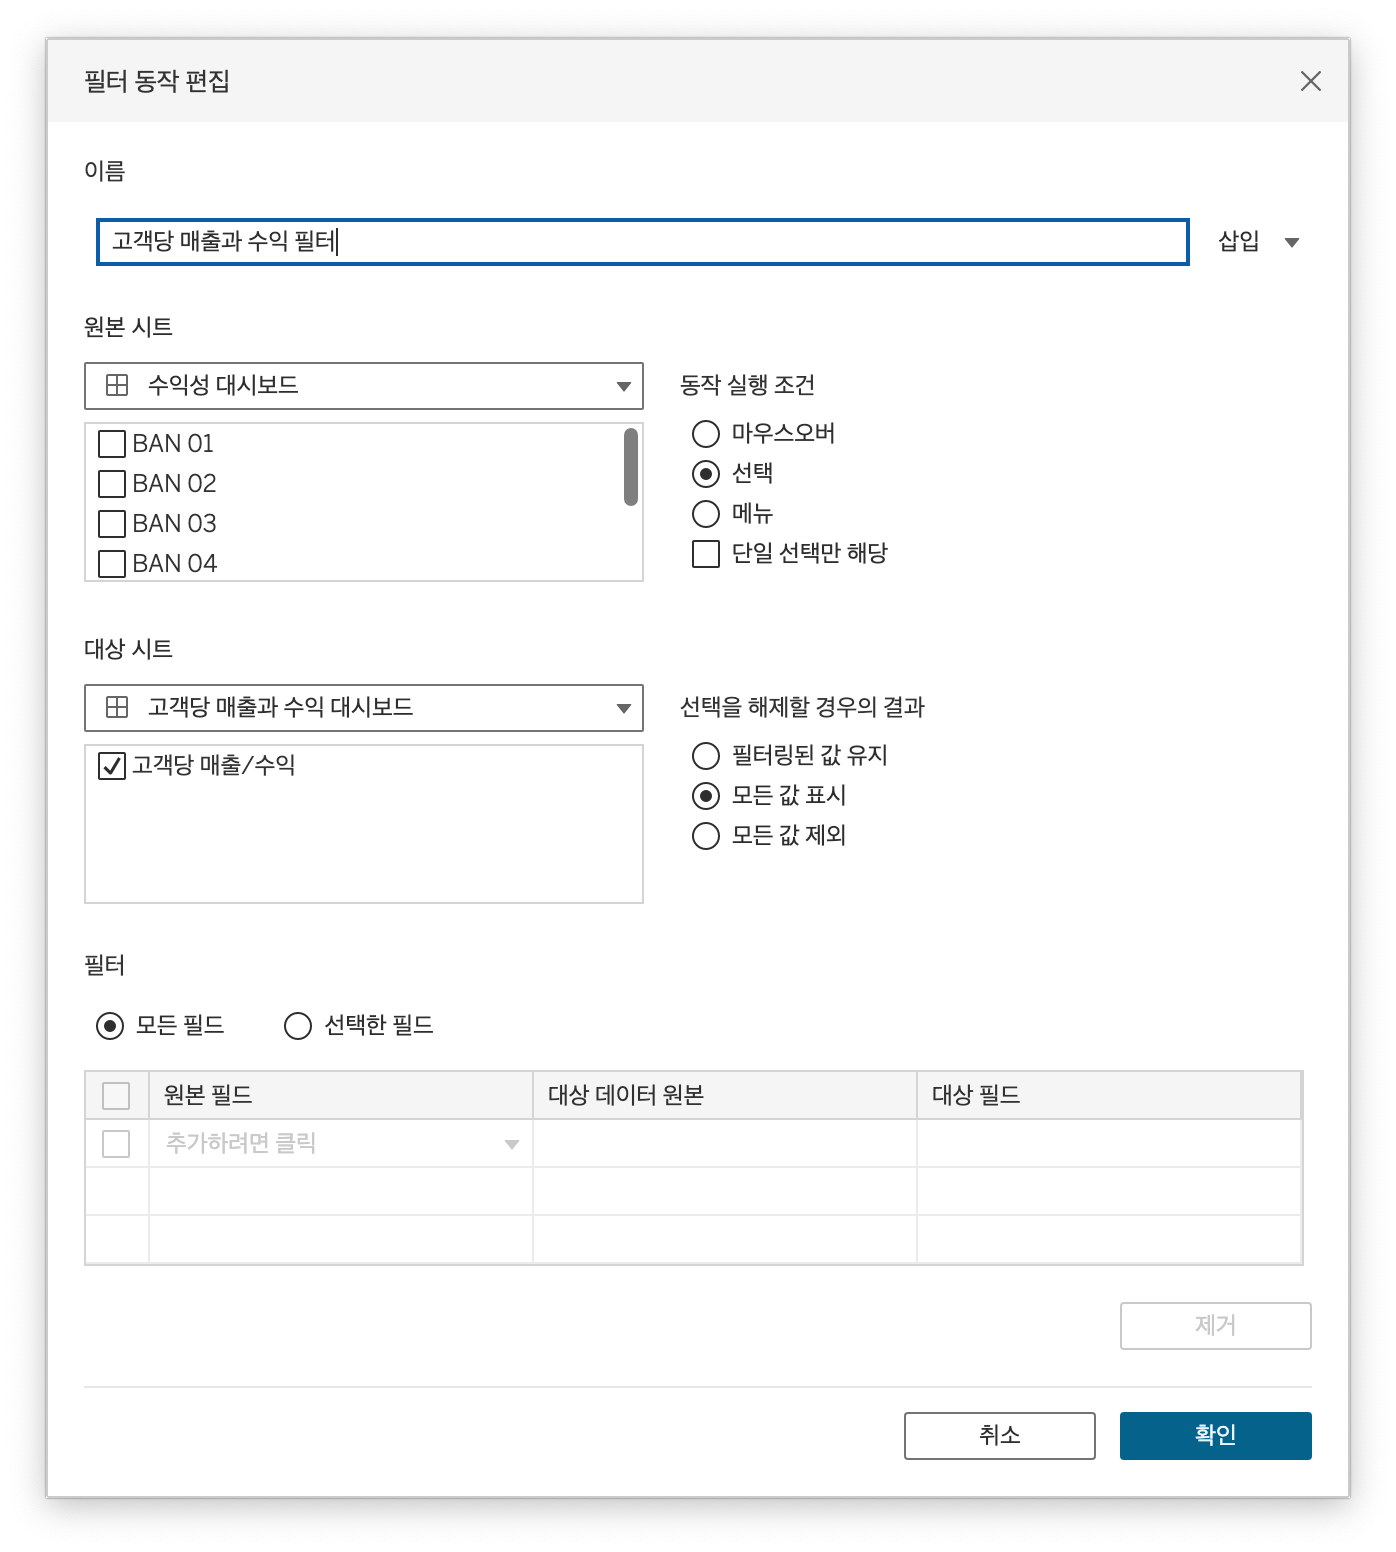 필터 동작 편집
이름
고객당 매출과 수익 필터
삽입
원본 시트
수익성 대시보드
BAN 01
BAN 02
BAN 03
BAN 04
동작 실행 조건
마우스오버
선택
메뉴
단일 선택만 해당
대상 시트
고객당 매출과 수익 대시보드
고객당 매출/수익
선택을 해제할 경우의 결과
필터링된 값 유지
모든 값 표시
모든 값 제외
필터
모든 필드 선택한 필드
원본 필드 대상 데이터 원본 대상 필드
추가하려면 클릭
제거
취소 확인